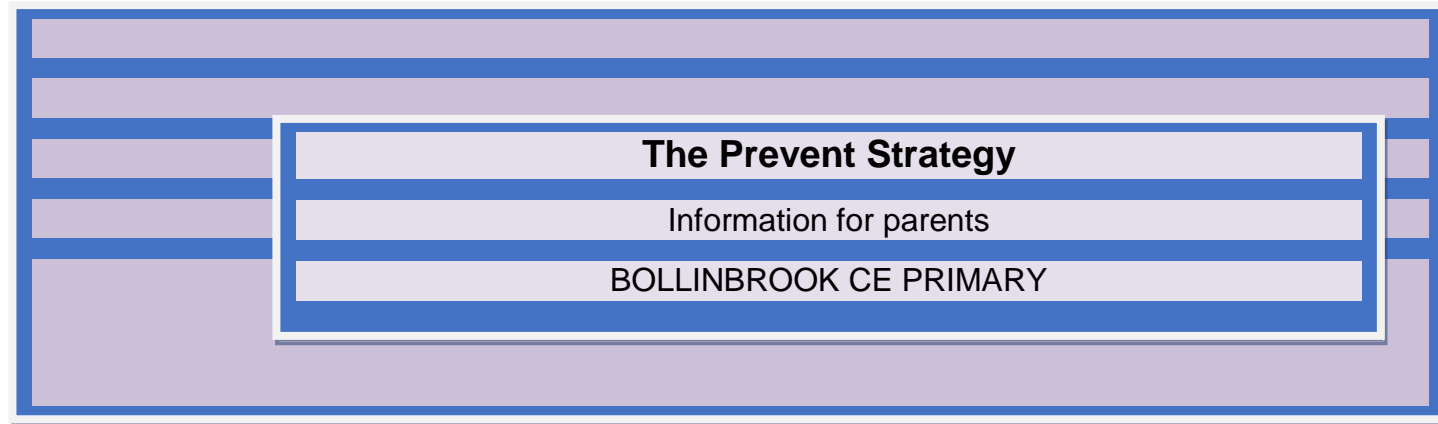 The Prevent Strategy
Information for parents
BOLLINBROOK CE PRIMARY